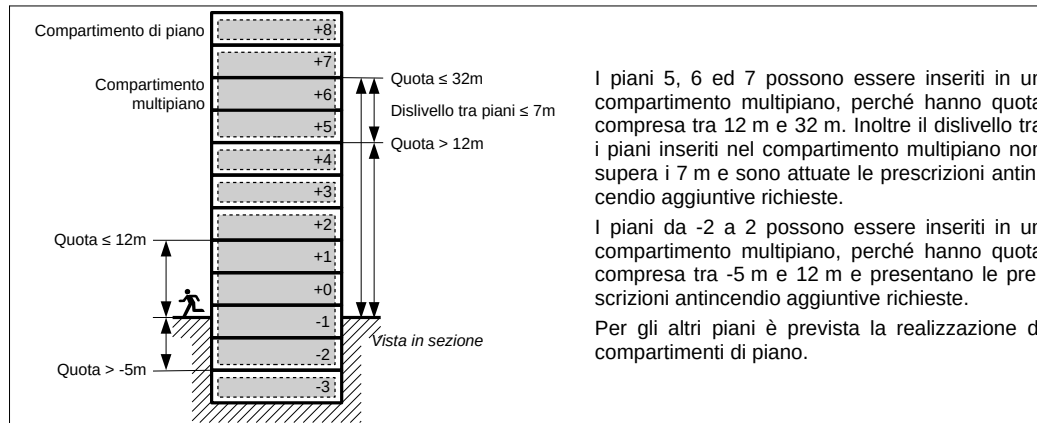 Compartimento di piano
+8
+7
Compartimento
multipiano
+6
+5
+4
+3
+2
+1
+0
-1
-2
-3
Quota ≤ 32m
Dislivello tra piani ≤ 7m
Quota > 12m
Quota ≤ 12m
Quota > -5m
Vista in sezione
I piani 5, 6 ed 7 possono essere inseriti in un
compartimento multipiano, perché hanno quota
compresa tra 12 m e 32 m. Inoltre il dislivello tra
i piani inseriti nel compartimento multipiano non
supera i 7 m e sono attuate le prescrizioni antin-
cendio aggiuntive richieste.
I piani da -2 a 2 possono essere inseriti in un
compartimento multipiano, perché hanno quota
compresa tra -5 m e 12 m e presentano le pre-
scrizioni antincendio aggiuntive richieste.
Per gli altri piani è prevista la realizzazione d
compartimenti di piano.